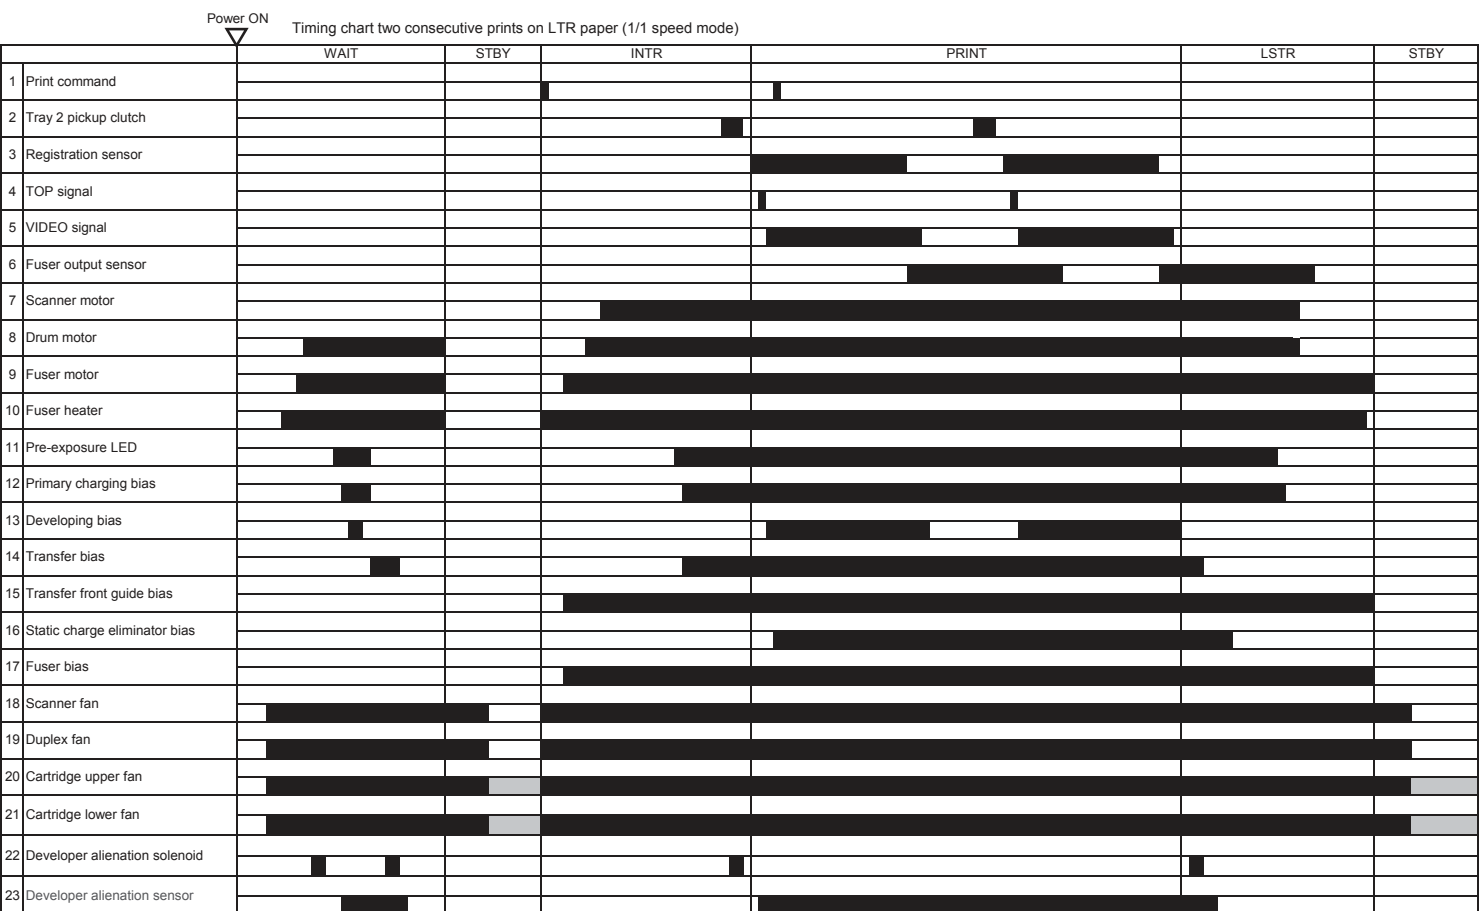 Power ON
Timing chart two consecutive prints on LTR paper (1/1 speed mode)
WAIT STBY INTR PRINT LSTR STBY
1 Print command
2 Tray 2 pickup clutch
3 Registration sensor
4 TOP signal
5 VIDEO signal
6 Fuser output sensor
7 Scanner motor
8 Drum motor
9 Fuser motor
10 Fuser heater
11 Pre-exposure LED
12 Primary charging bias
13 Developing bias
14 Transfer bias
15 Transfer front guide bias
16 Static charge eliminator bias
17 Fuser bias
18 Scanner fan
19 Duplex fan
20 Cartridge upper fan
21 Cartridge lower fan
22 Developer alienation solenoid
23 Developer alienation sensor